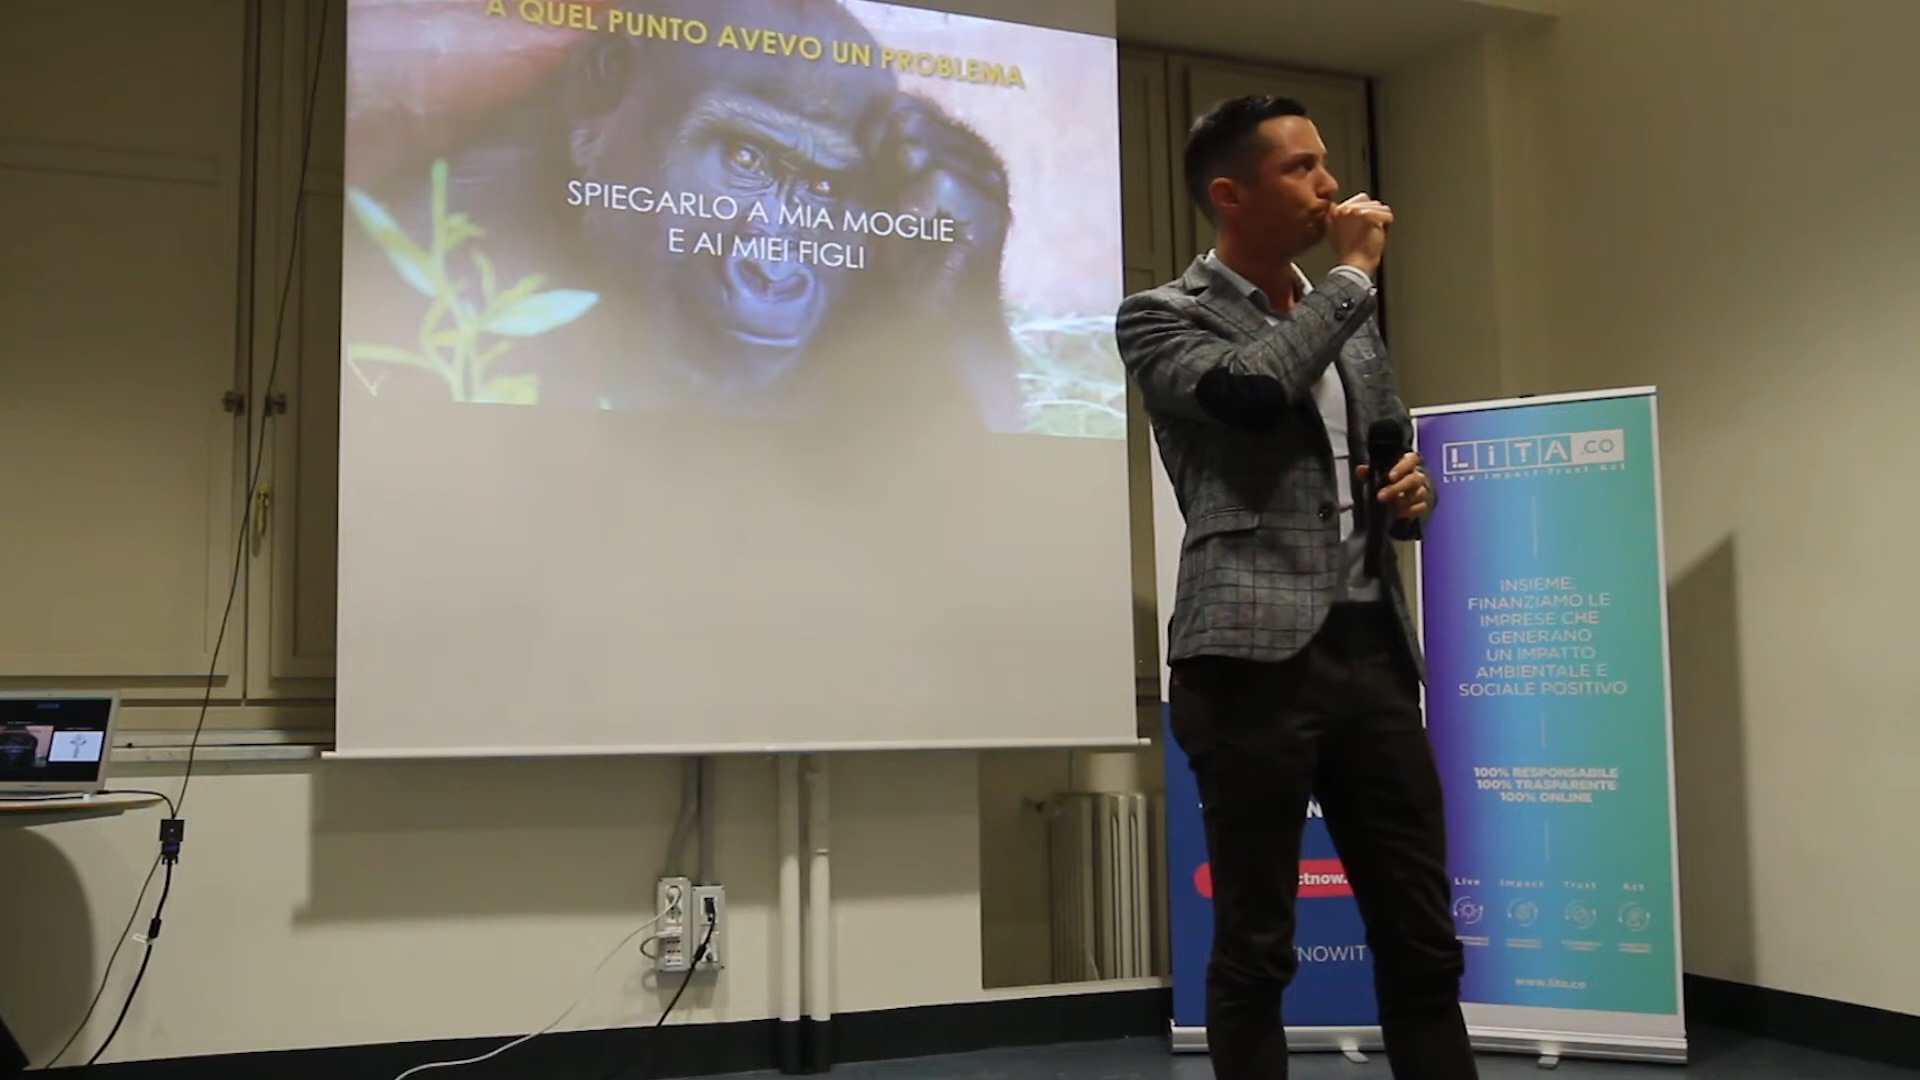 A QUEL PUNTO AVEVO UN PROBLEMA
SPIEGARLO A MIA MOGLIE
E AI MIEI FIGLI
LITA.CO
Live Impact Trust Act
INSIEME,
FINANZIAMO LE
IMPRESE CHE
GENERANO
UN IMPATTO
AMBIENTALE E
SOCIALE POSITIVO
100% RESPONSABILE
100% TRASPARENTE
100% ONLINE
Live Impact Trust Act
www.lita.co
ctnow.
NOWIT